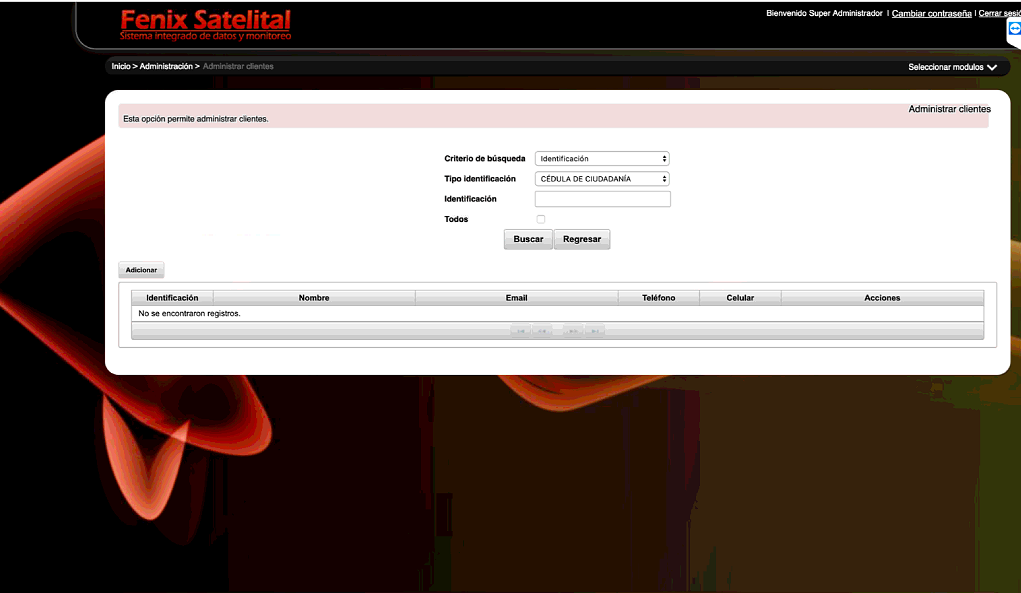 Fenix Satelital
Sistema integrado de datos y monitoreo
Bienvenido Super Administrador | Cambiar contraseña | Cerrar sesió
Inicio > Administración > Administrar clientes
Seleccionar modulos
Administrar clientes
Esta opción permite administrar clientes.
Criterio de búsqueda Identificación
Tipo identificación CÉDULA DE CIUDADANÍA
Identificación
Todos
Buscar Regresar
Adicionar
Identificación Nombre Email Teléfono Celular Acciones
No se encontraron registros.